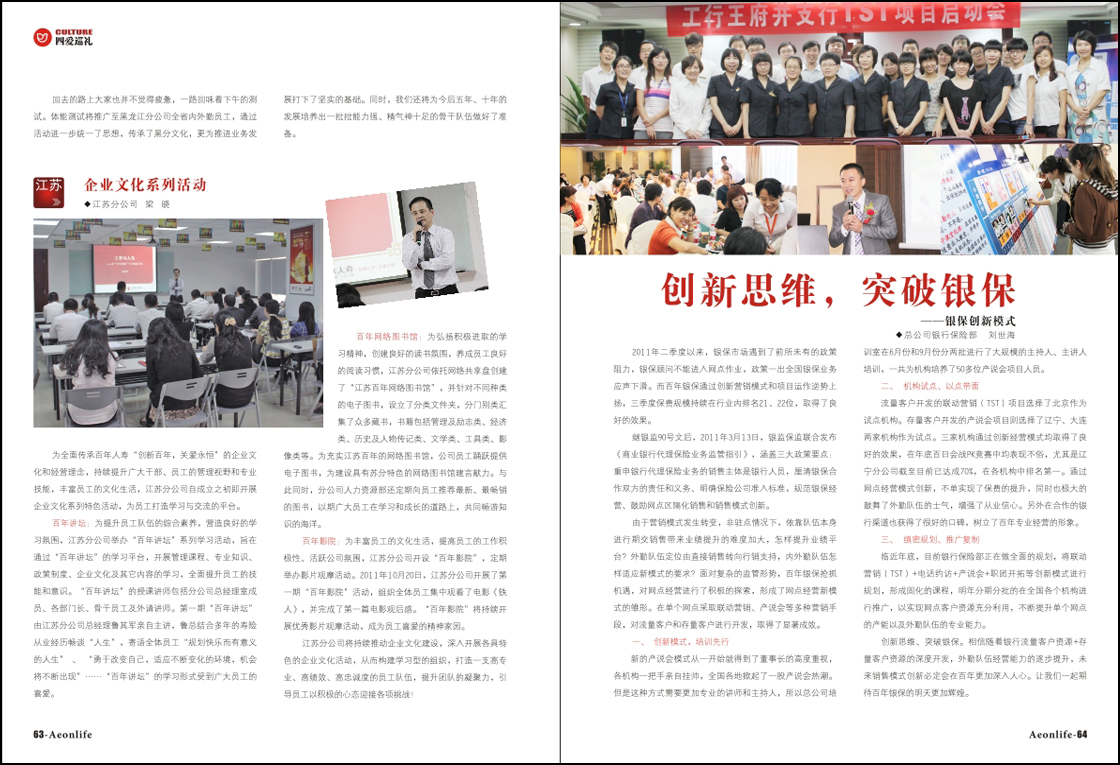 CULTURE
四爱巡礼
回去的路上大家也并不觉得疲惫，一路回味着下午的测
试。体能测试将推广至黑龙江分公司全省内外勤员工，通过
活动进一步统一了思想，传承了黑分文化，更为推进业务发
展打下了坚实的基础。同时，我们还将为今后五年、十年的
发展培养出一批批能力强、精气神十足的骨干队伍做好了准
备。
江苏
企业文化系列活动
◆江苏分公司 梁 晓
为全面传承百年人寿“创新百年，关爱永恒”的企业文
化和经营理念，持续提升广大干部、员工的管理视野和专业
技能，丰富员工的文化生活，江苏分公司自成立之初即开展
企业文化系列特色活动，为员工打造学习与交流的平台。
百年讲坛：为提升员工队伍的综合素养，营造良好的学
习氛围，江苏分公司举办“百年讲坛”系列学习活动，旨在
通过“百年讲坛”的学习平台，开展管理课程、专业知识、
政策制度、企业文化及其它内容的学习，全面提升员工的技
能和意识。“百年讲坛”的授课讲师包括分公司总经理室成
员、各部门长、骨干员工及外请讲师。第一期“百年讲坛”
由江苏分公司总经理鲁其军亲自主讲，鲁总结合多年的寿险
从业经历畅谈“人生”，寄语全体员工“规划快乐而有意义
的人生”、“勇于改变自己，适应不断变化的环境，机会
将不断出现”……“百年讲坛”的学习形式受到广大员工的
喜爱。
百年网络图书馆：为弘扬积极进取的学
习精神，创建良好的读书氛围，养成员工良好
的阅读习惯，江苏分公司依托网络共享盘创建
了“江苏百年网络图书馆”，并针对不同种类
的电子图书，设立了分类文件夹，分门别类汇
集了众多藏书，书籍包括管理及励志类、经济
类、历史及人物传记类、文学类、工具类、影
像类等。为充实江苏百年的网络图书馆，公司员工踊跃提供
电子图书，为建设具有苏分特色的网络图书馆建言献力。与
此同时，分公司人力资源部还定期向员工推荐最新、最畅销
的图书，以期广大员工在学习和成长的道路上，共同畅游知
识的海洋。
百年影院：为丰富员工的文化生活，提高员工的工作积
极性、活跃公司氛围，江苏分公司开设“百年影院”，定期
举办影片观摩活动。2011年10月20日，江苏分公司开展了第
一期“百年影院”活动，组织全体员工集中观看了电影《铁
人》，并完成了第一篇电影观后感。“百年影院”将持续开
展优秀影片观摩活动，成为员工喜爱的精神家园。
江苏分公司将持续推动企业文化建设，深入开展各具特
色的企业文化活动，从而构建学习型的组织，打造一支高专
业、高绩效、高忠诚度的员工队伍，提升团队的凝聚力，引
导员工以积极的心态迎接各项挑战!
63-Aeonlife
工行王府井支行TST项目启动会
创新思维，突破银保
——银保创新模式
◆总公司银行保险部 刘世海
2011年二季度以来，银保市场遇到了前所未有的政策
阻力，银保顾问不能进入网点作业，政策一出全国银保业务
应声下滑。而百年银保通过创新营销模式和项目运作逆势上
扬，三季度保费规模持续在行业内排名21、22位，取得了良
好的效果。
继银监90号文后，2011年3月13日，银监保监联合发布
《商业银行代理保险业务监管指引》，涵盖三大政策要点：
重申银行代理保险业务的销售主体是银行人员，厘清银保合
作双方的责任和义务、明确保险公司准入标准，规范银保经
营、鼓励网点区隔化销售和销售模式创新。
由于营销模式发生转变，非驻点情况下，依靠队伍本身
进行期交销售带来业绩提升的难度加大，怎样提升业绩平
台？外勤队伍定位由直接销售转向行销支持，内外勤队伍怎
样适应新模式的要求？面对复杂的监管形势，百年银保抢抓
机遇，对网点经营进行了积极的探索，形成了网点经营新模
式的雏形。在单个网点采取联动营销、产说会等多种营销手
段，对流量客户和存量客户进行开发，取得了显著成效。
一、 创新模式，培训先行
新的产说会模式从一开始就得到了董事长的高度重视，
各机构一把手亲自挂帅，全国各地掀起了一股产说会热潮。
但是这种方式需要更加专业的讲师和主持人，所以总公司培
训室在6月份和9月份分两批进行了大规模的主持人、主讲人
培训，一共为机构培养了50多位产说会项目人员。
二、 机构试点、以点带面
流量客户开发的联动营销（TST）项目选择了北京作为
试点机构。存量客户开发的产说会项目则选择了辽宁、大连
两家机构作为试点。三家机构通过创新经营模式均取得了良
好的效果，在年底百日会战PK竞赛中均表现不俗，尤其是辽
宁分公司截至目前已达成70%，在各机构中排名第一。通过
网点经营模式创新，不单实现了保费的提升，同时也极大的
鼓舞了外勤队伍的士气，增强了从业信心。另外在合作的银
行渠道也获得了很好的口碑，树立了百年专业经营的形象。
三、 缜密规划、推广复制
临近年底，目前银行保险部正在做全面的规划，将联动
营销（TST）+电话约访+产说会+职团开拓等创新模式进行
规划，形成固化的课程，明年分期分批的在全国各个机构进
行推广，以实现网点客户资源充分利用，不断提升单个网点
的产能以及外勤队伍的专业能力。
创新思维、突破银保。相信随着银行流量客户资源+存
量客户资源的深度开发，外勤队伍经营能力的逐步提升，未
来销售模式创新必定会在百年更加深入人心。让我们一起期
待百年银保的明天更加辉煌。
Aeonlife-64